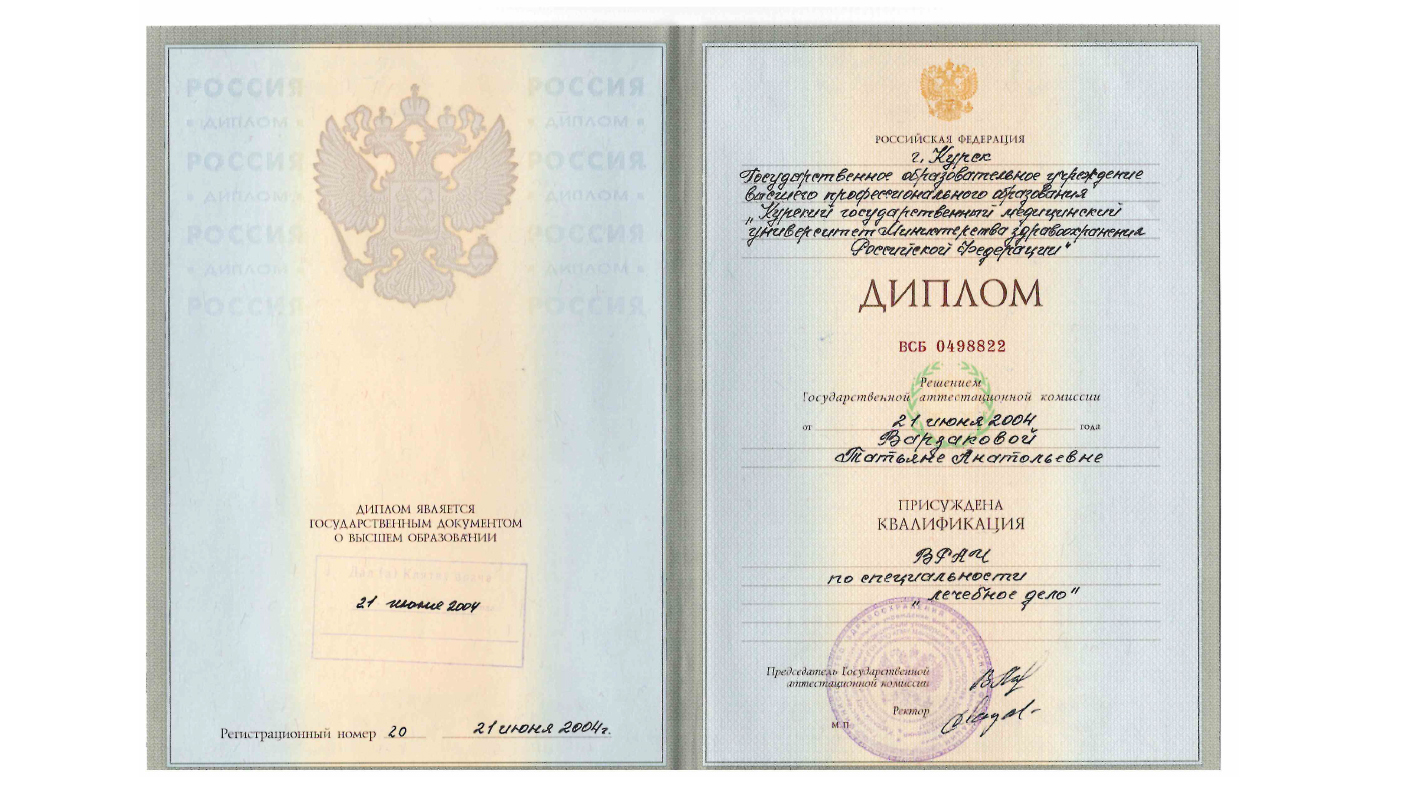 РОССИЯ РОССИЯ
ДИПЛОМ ДИПЛОМ
РОССИЯ РОССИЯ
ДИПЛОМ ДИПЛОМ
РОССИЯ РОССИЯ
ДИПЛОМ ДИПЛОМ
РОССИЯ РОССИЯ
ДИПЛОМ ЯВЛЯЕТСЯ
ГОСУДАРСТВЕННЫМ ДОКУМЕНТОМ
О ВЫСШЕМ ОБРАЗОВАНИИ
21 июня 2004
Регистрационный номер 20 21 июня 2004г.
РОССИЙСКАЯ ФЕДЕРАЦИЯ
г. Курск
Государственное образовательное учреждение
высшего профессионального образования
„Курский государственный медицинский
университет Министерства здравоохранения
Российской Федерации"
ДИПЛОМ
ВСБ 0498822
Решением
Государственной аттестационной комиссии
от 21 июня 2004 года
Варзаковой
Татьяне Анатольевне
ПРИСУЖДЕНА
КВАЛИФИКАЦИЯ
ВРАЧ
по специальности
„ лечебное дело"
Председатель Государственной
аттестационной комиссии
Ректор
М.П.